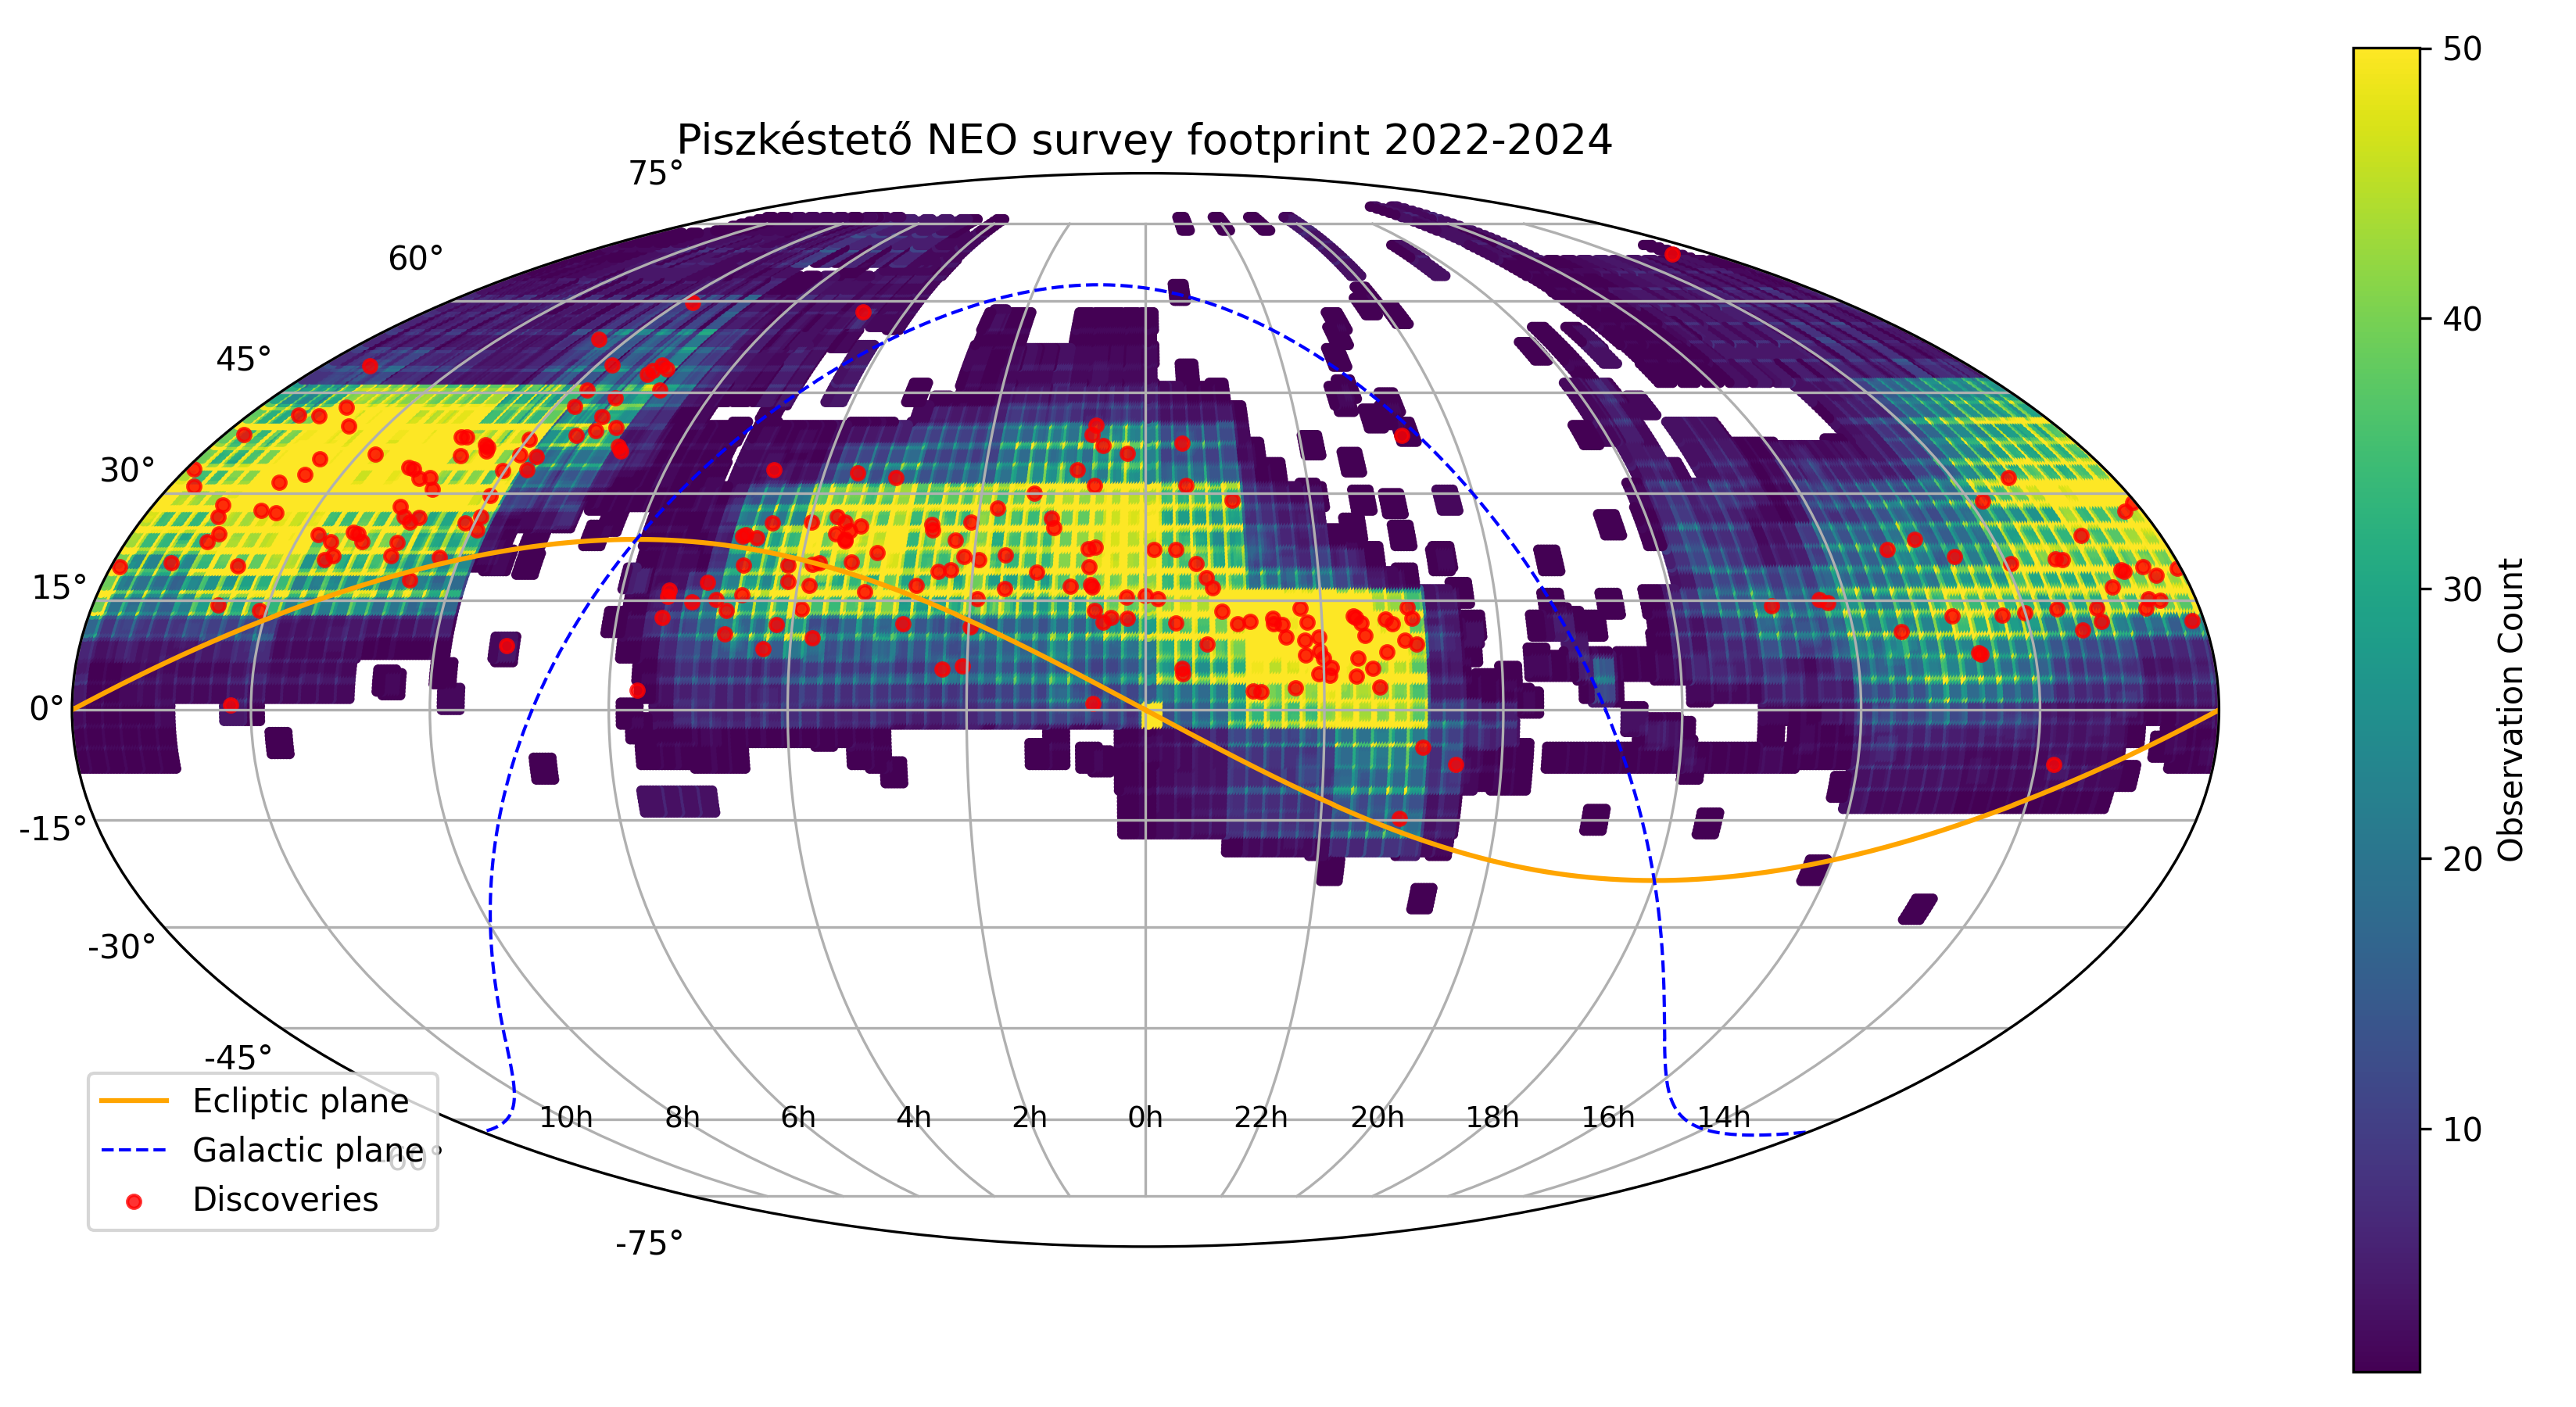 Piszkéstető NEO survey footprint 2022-2024
75°
60°
45°
30°
15°
0°
-15°
-30°
-45°
-60°
-75°
10h 8h 6h 4h 2h 0h 22h 20h 18h 16h 14h
Ecliptic plane
Galactic plane
Discoveries
50
40
30
20
10
Observation Count